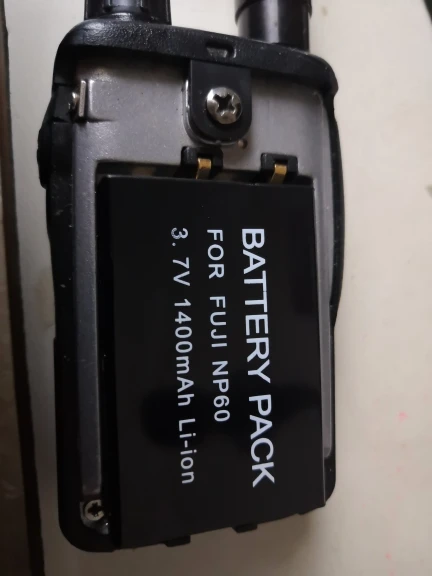 BATTERY PACK
FOR FUJI NP60
3.7V 1400mAh Li-ion